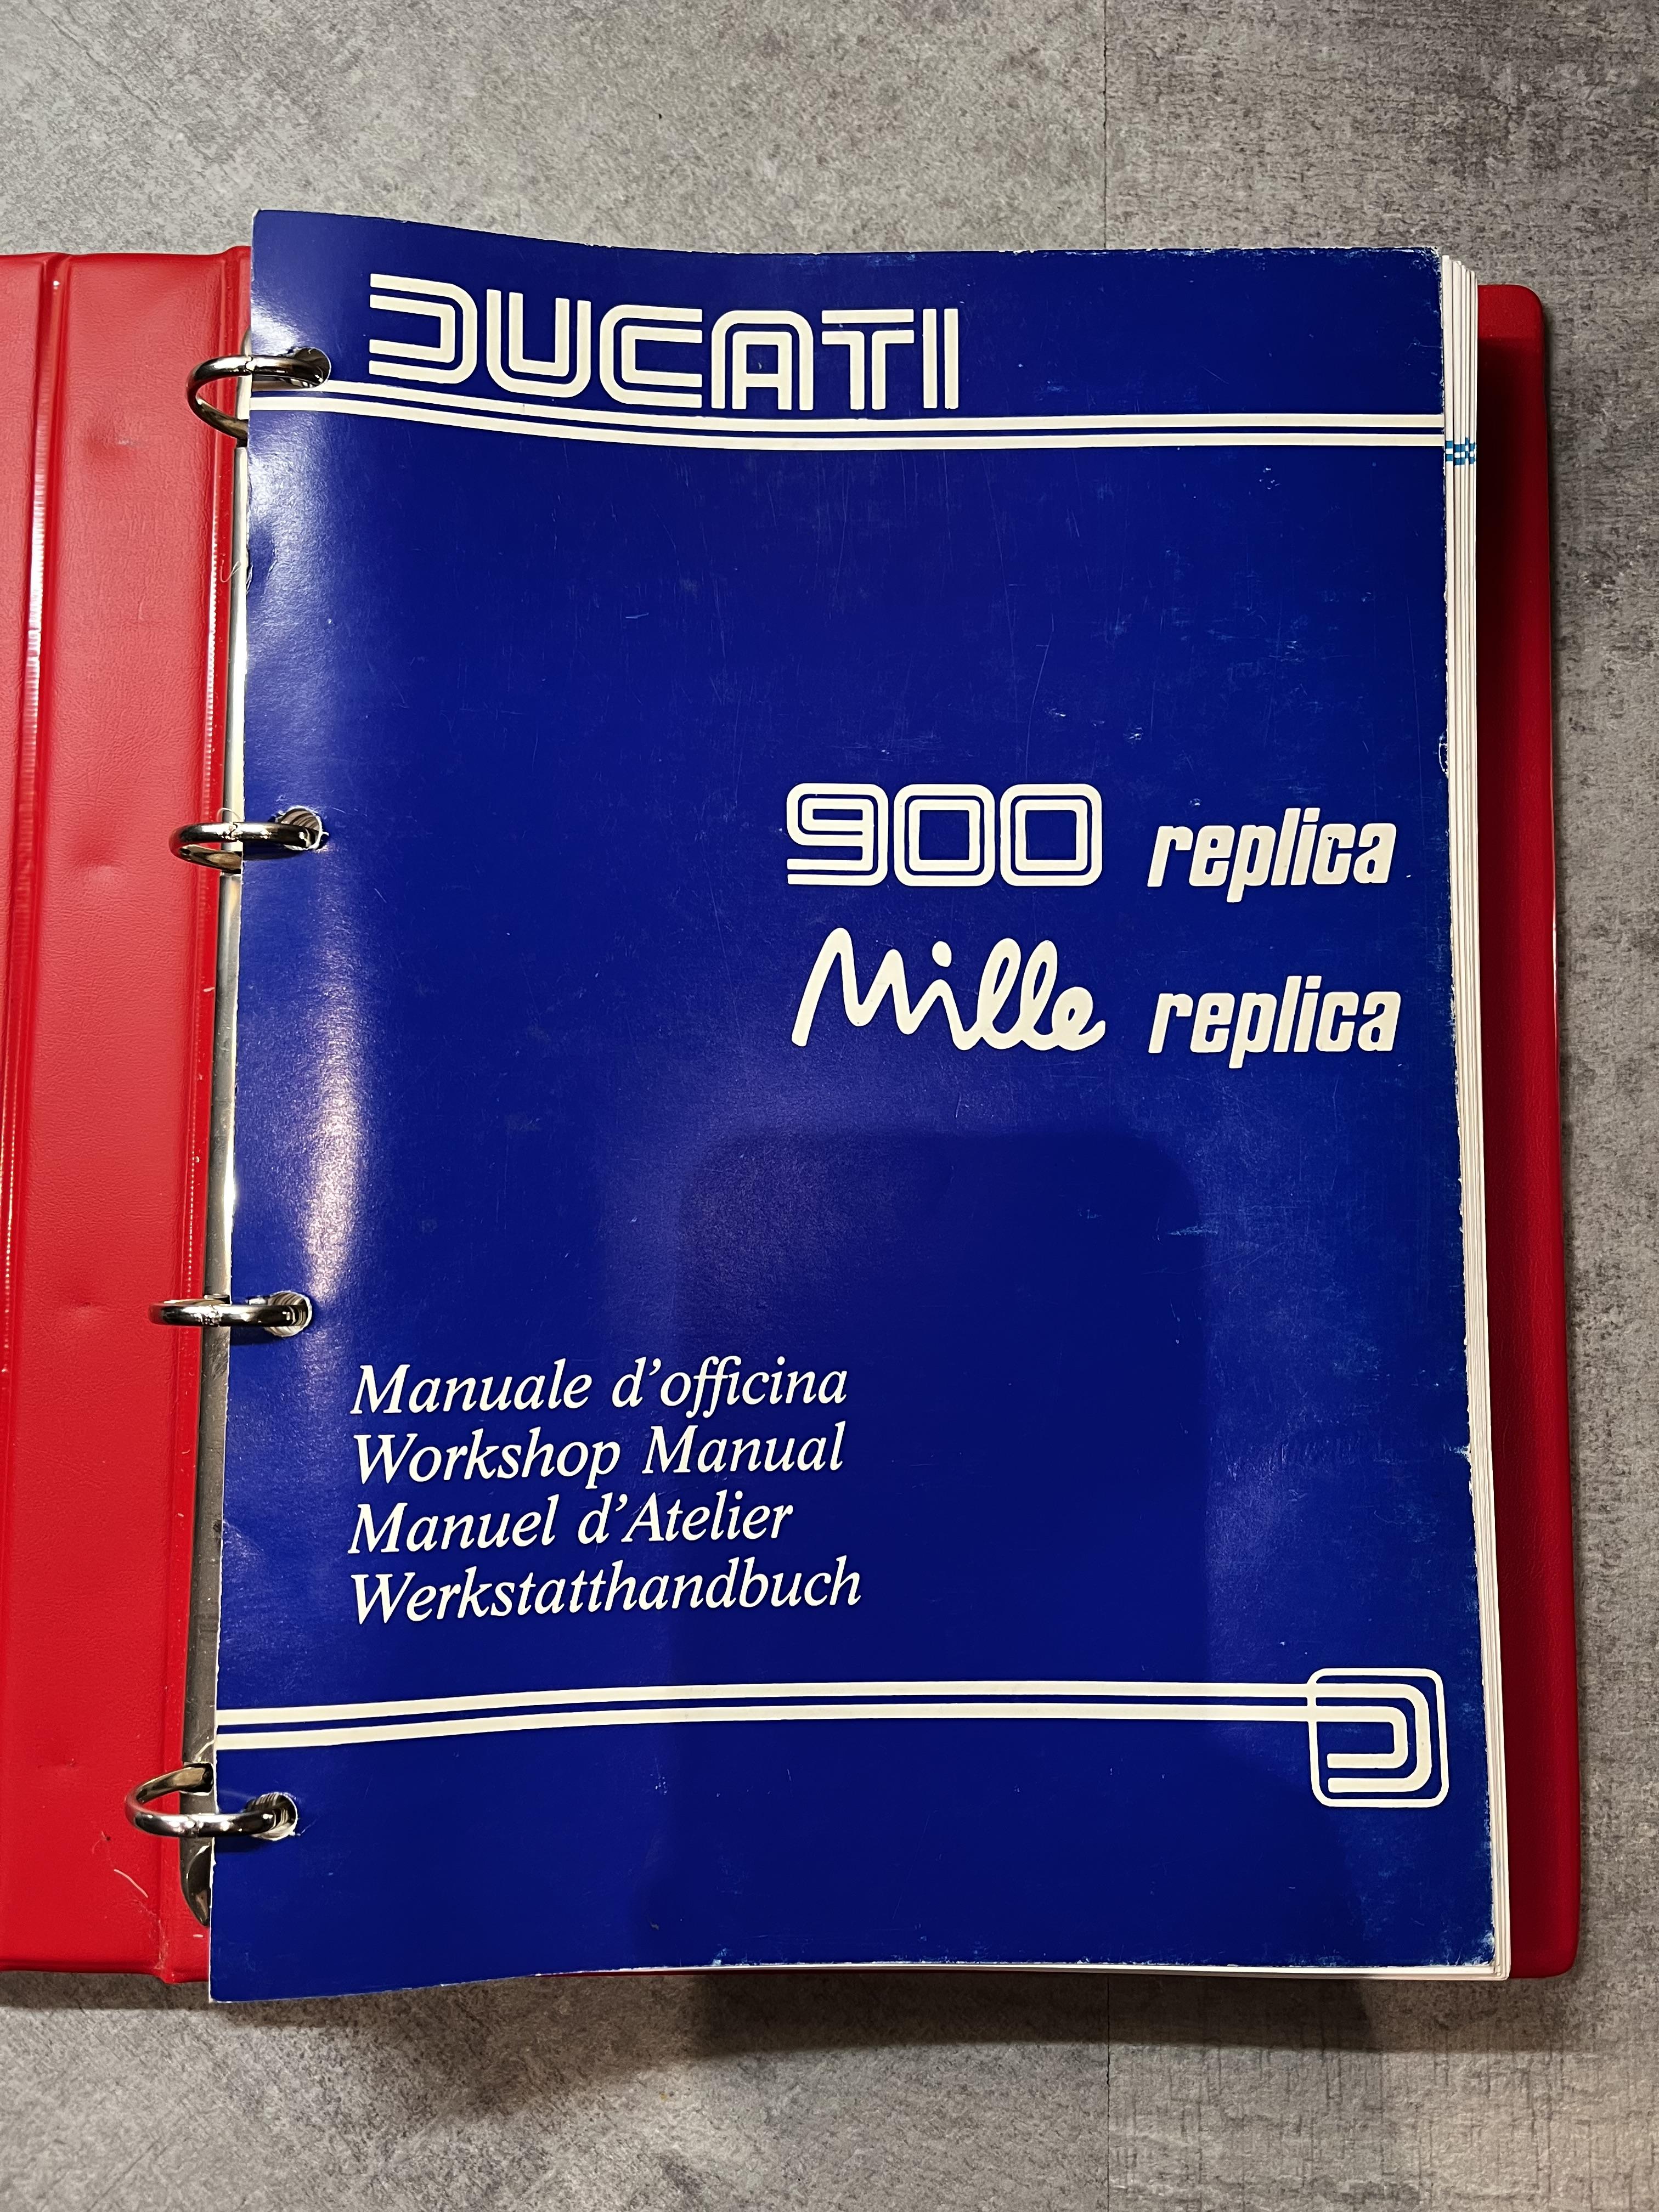 DUCATI
900 replica
Mille replica
Manuale d'officina
Workshop Manual
Manuel d'Atelier
Werkstatthandbuch